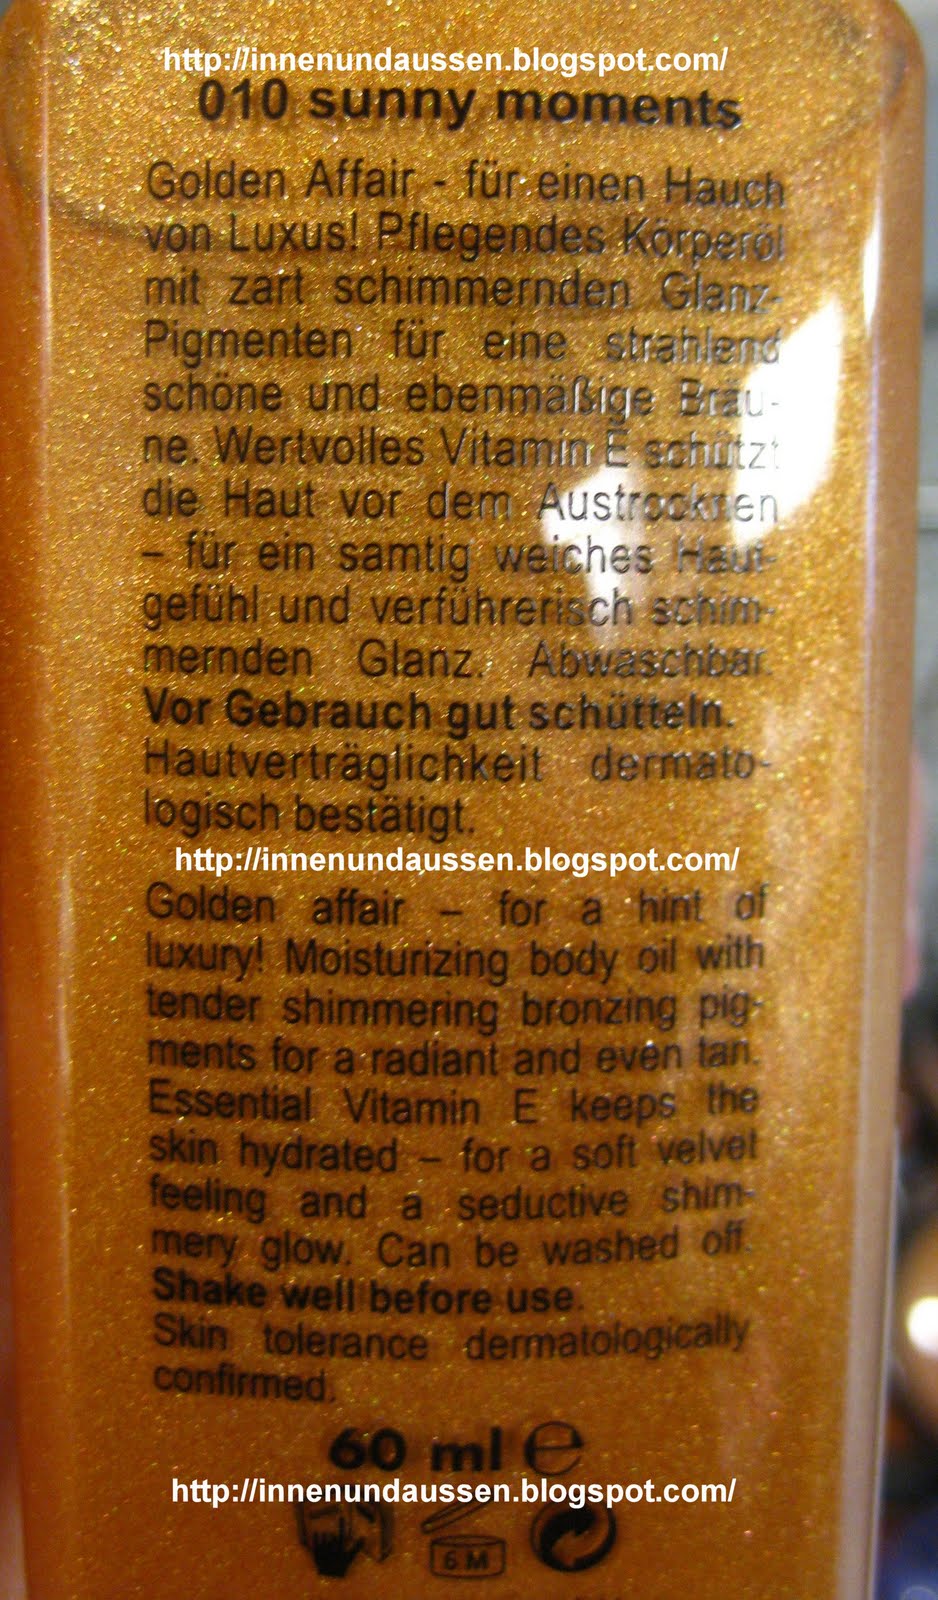 http://innenundaussen.blogspot.com/
010 sunny moments
Golden Affair - für einen Hauch
von Luxus! Pflegendes Körperöl
mit zart schimmernden Glanz-
Pigmenten für eine strahlend
schöne und ebenmäßige Bräu-
ne. Wertvolles Vitamin E schützt
die Haut vor dem Austrocknen
– für ein samtig weiches Haut-
gefühl und verführerisch schim-
mernden Glanz. Abwaschbar.
Vor Gebrauch gut schütteln.
Hautverträglichkeit dermato-
logisch bestätigt.
http://innenundaussen.blogspot.com/
Golden affair – for a hint of
luxury! Moisturizing body oil with
tender shimmering bronzing pig-
ments for a radiant and even tan.
Essential Vitamin E keeps the
skin hydrated – for a soft velvet
feeling and a seductive shim-
mery glow. Can be washed off.
Shake well before use.
Skin tolerance dermatologically
confirmed.
60 ml ℮
http://innenundaussen.blogspot.com/
6 M